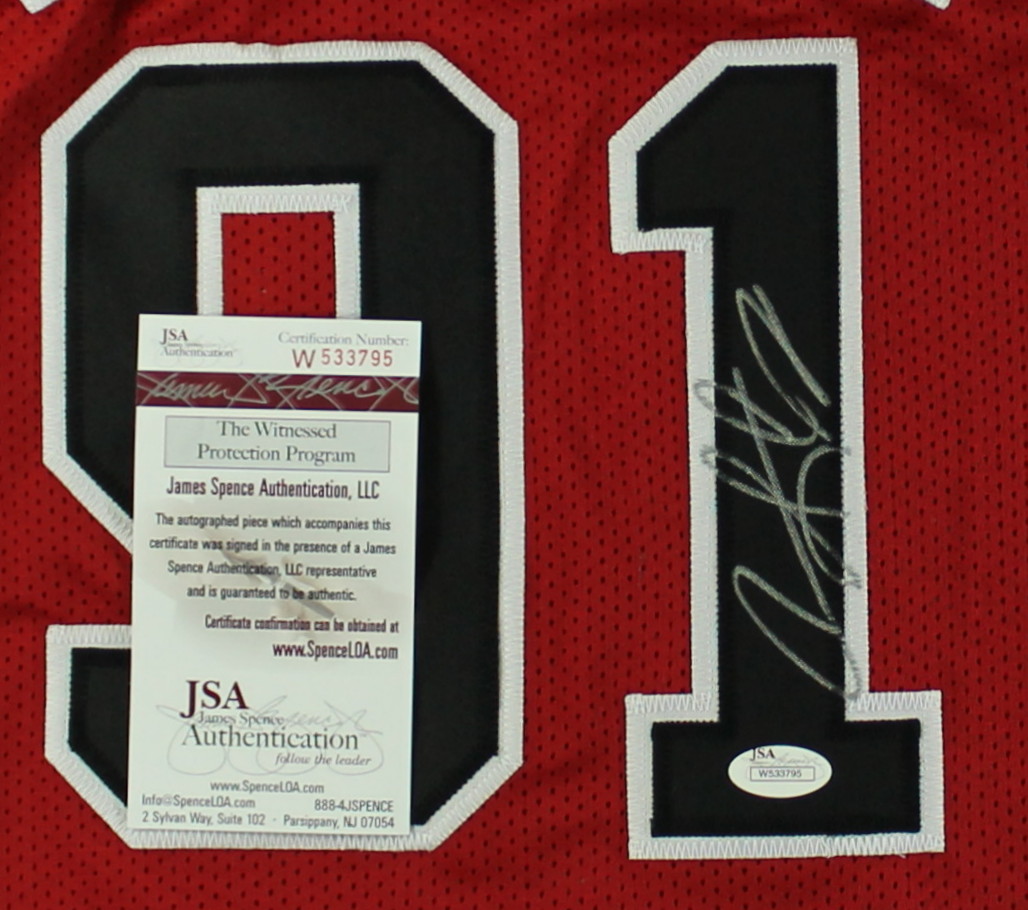 91
JSA
Authentication
Certification Number:
W 533795
The Witnessed
Protection Program
James Spence Authentication, LLC
The autographed piece which accompanies this
certificate was signed in the presence of a James
Spence Authentication, LLC representative
and is guaranteed to be authentic.
Certificate confirmation can be obtained at
www.SpenceLOA.com
JSA
James Spence
Authentication
follow the leader
www.SpenceLOA.com
Info@SpenceLOA.com 888-4JSPENCE
2 Sylvan Way, Suite 102 · Parsippany, NJ 07054
JSA
W533795